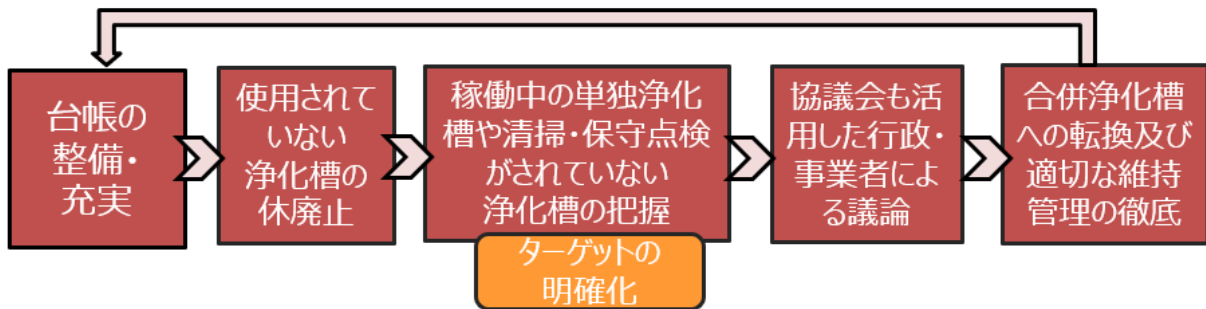 台帳の
整備・
充実
使用されて
いない
浄化槽の
休廃止
稼働中の単独浄化
槽や清掃・保守点検
がされていない
浄化槽の把握
ターゲットの
明確化
協議会も活
用した行政・
事業者によ
る議論
合併浄化槽
への転換及び
適切な維持
管理の徹底